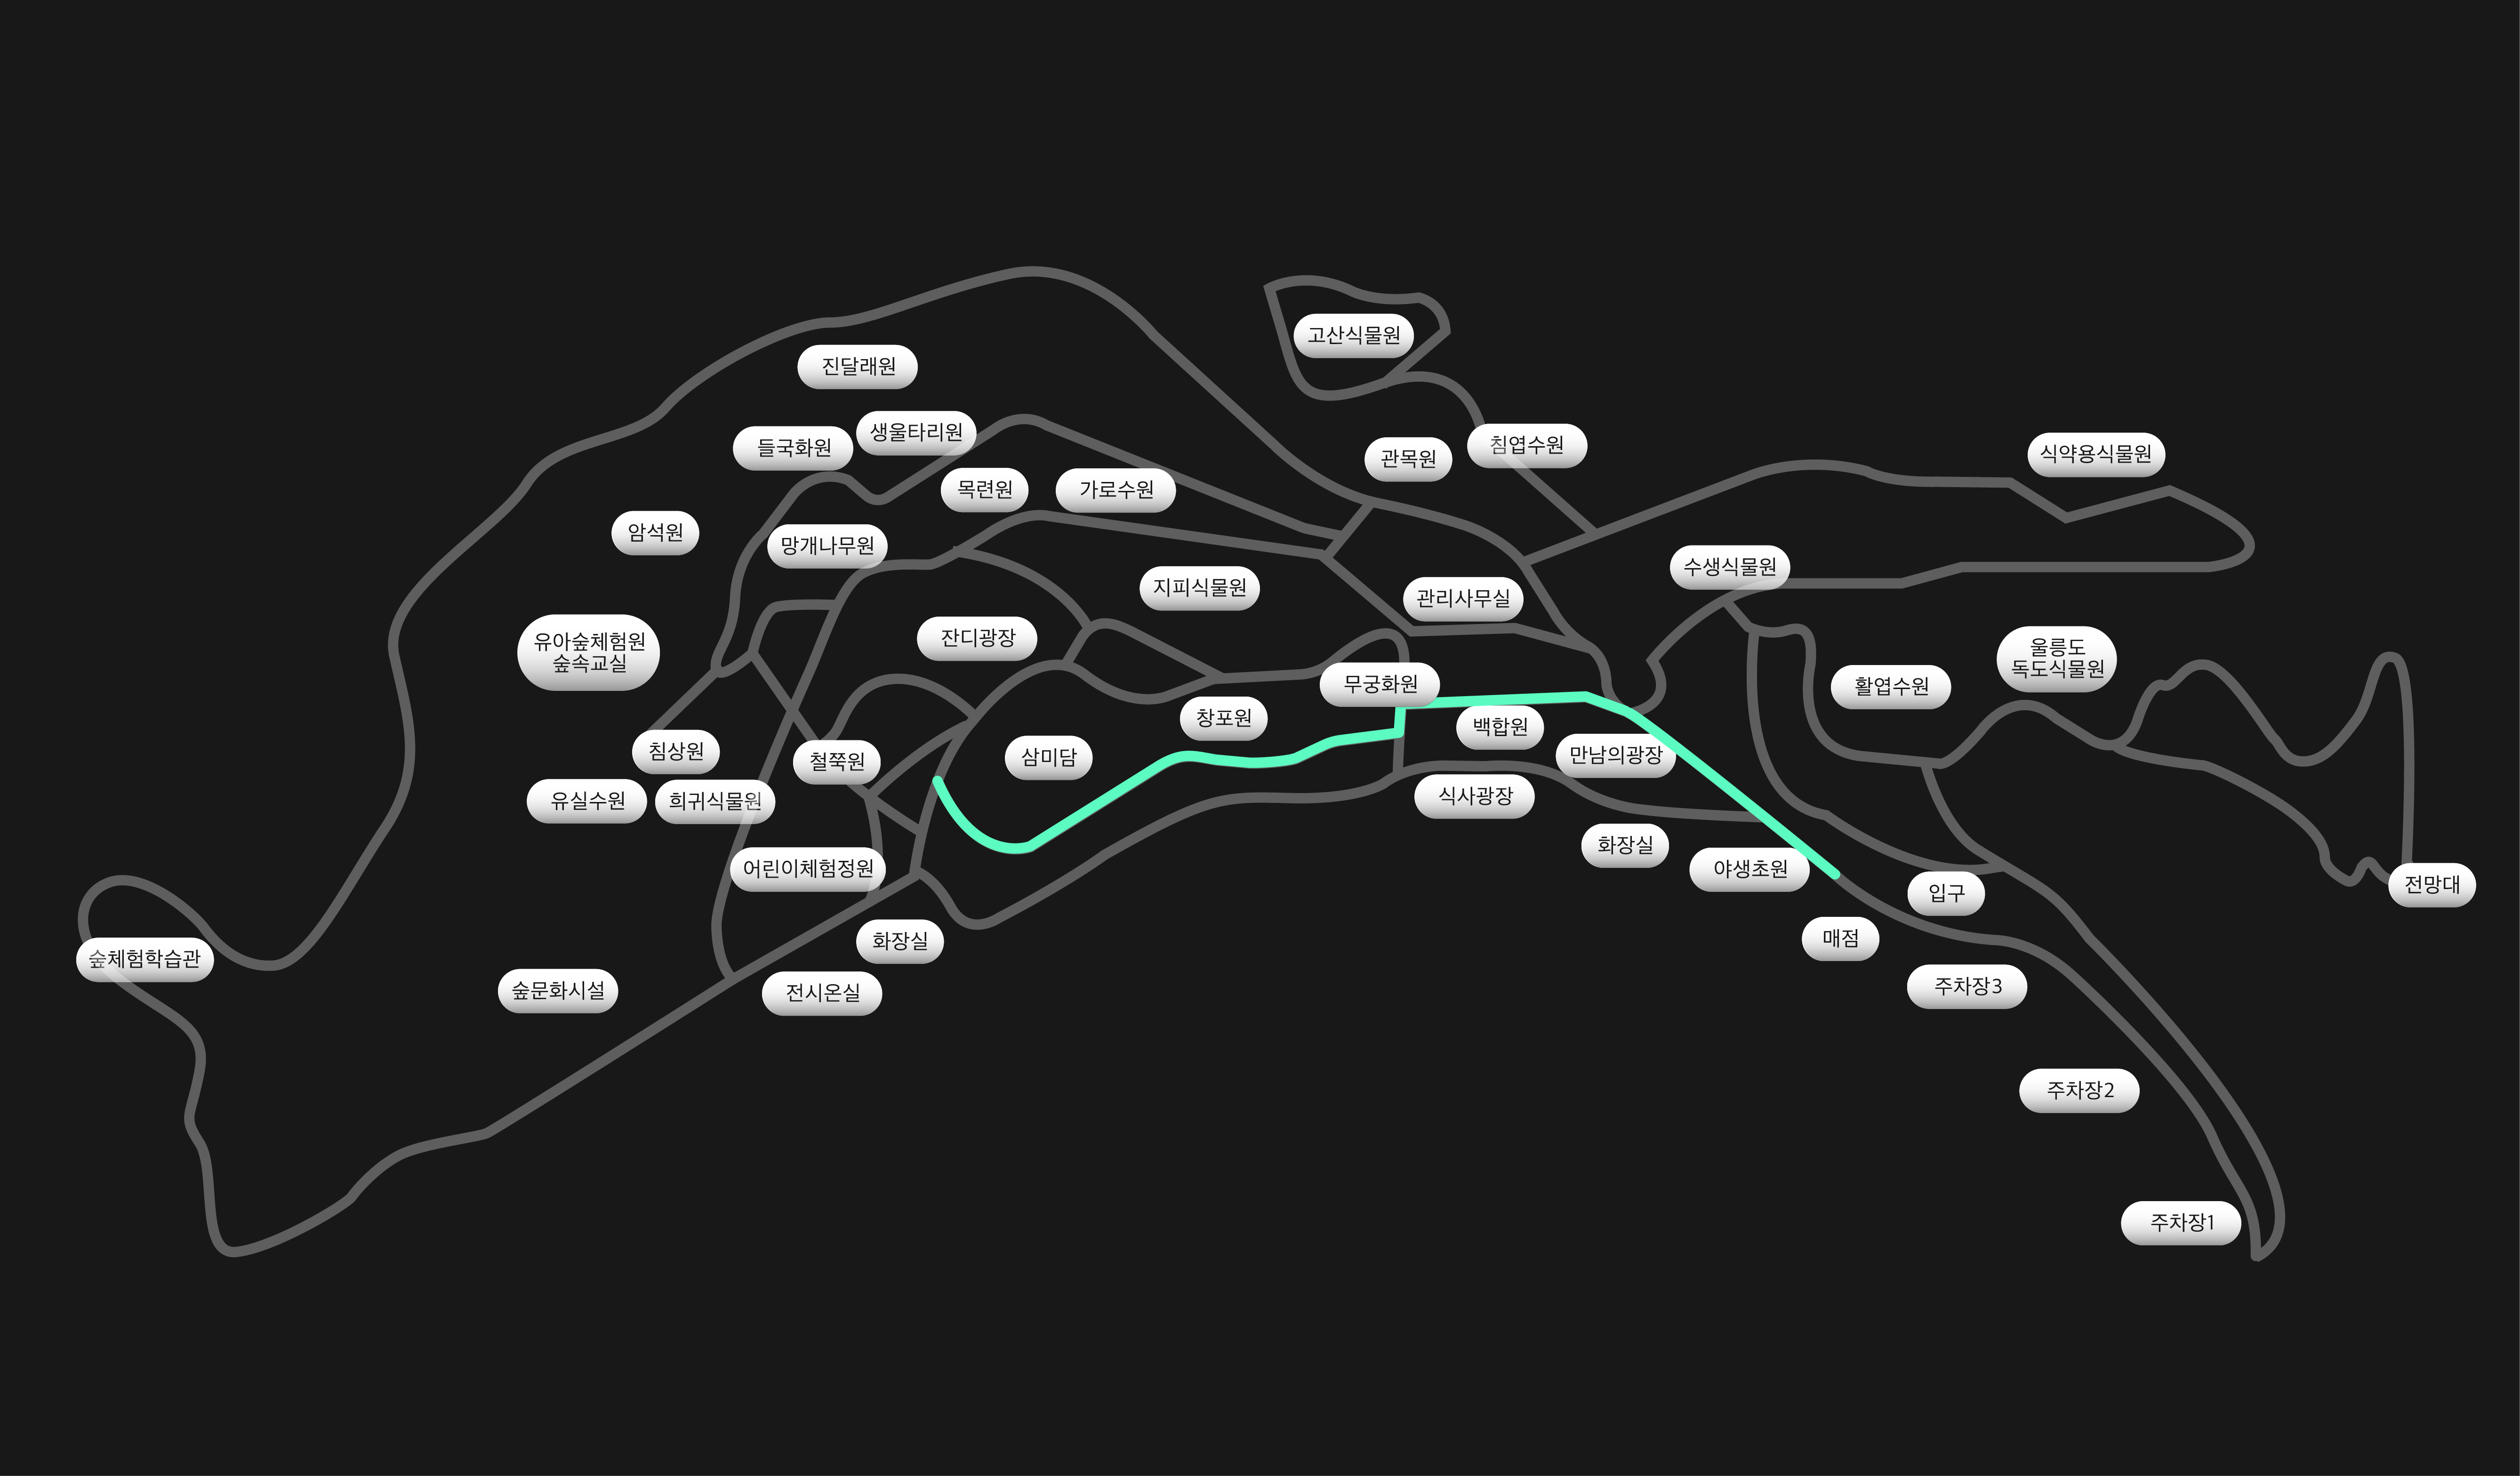 고산식물원
진달래원
생울타리원
들국화원
관목원
침엽수원
식약용식물원
목련원
가로수원
암석원
망개나무원
수생식물원
지피식물원
관리사무실
유아숲체험원
숲속교실
잔디광장
울릉도
독도식물원
무궁화원
활엽수원
창포원
백합원
침상원
철쭉원
삼미담
만남의광장
유실수원
희귀식물원
식사광장
화장실
어린이체험정원
야생초원
입구
전망대
화장실
매점
숲체험학습관
숲문화시설
전시온실
주차장3
주차장2
주차장1